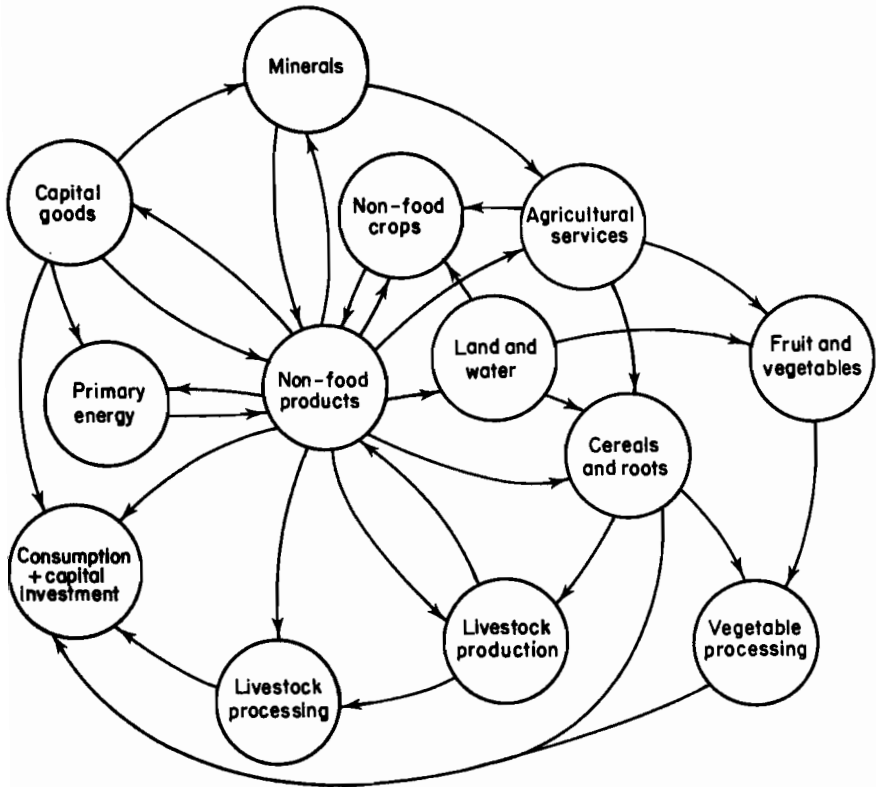 Minerals
Capital
goods
Non-food
crops
Agricultural
services
Land and
water
Fruit and
vegetables
Primary
energy
Non-food
products
Cereals
and roots
Consumption
+ capital
investment
Livestock
production
Vegetable
processing
Livestock
processing